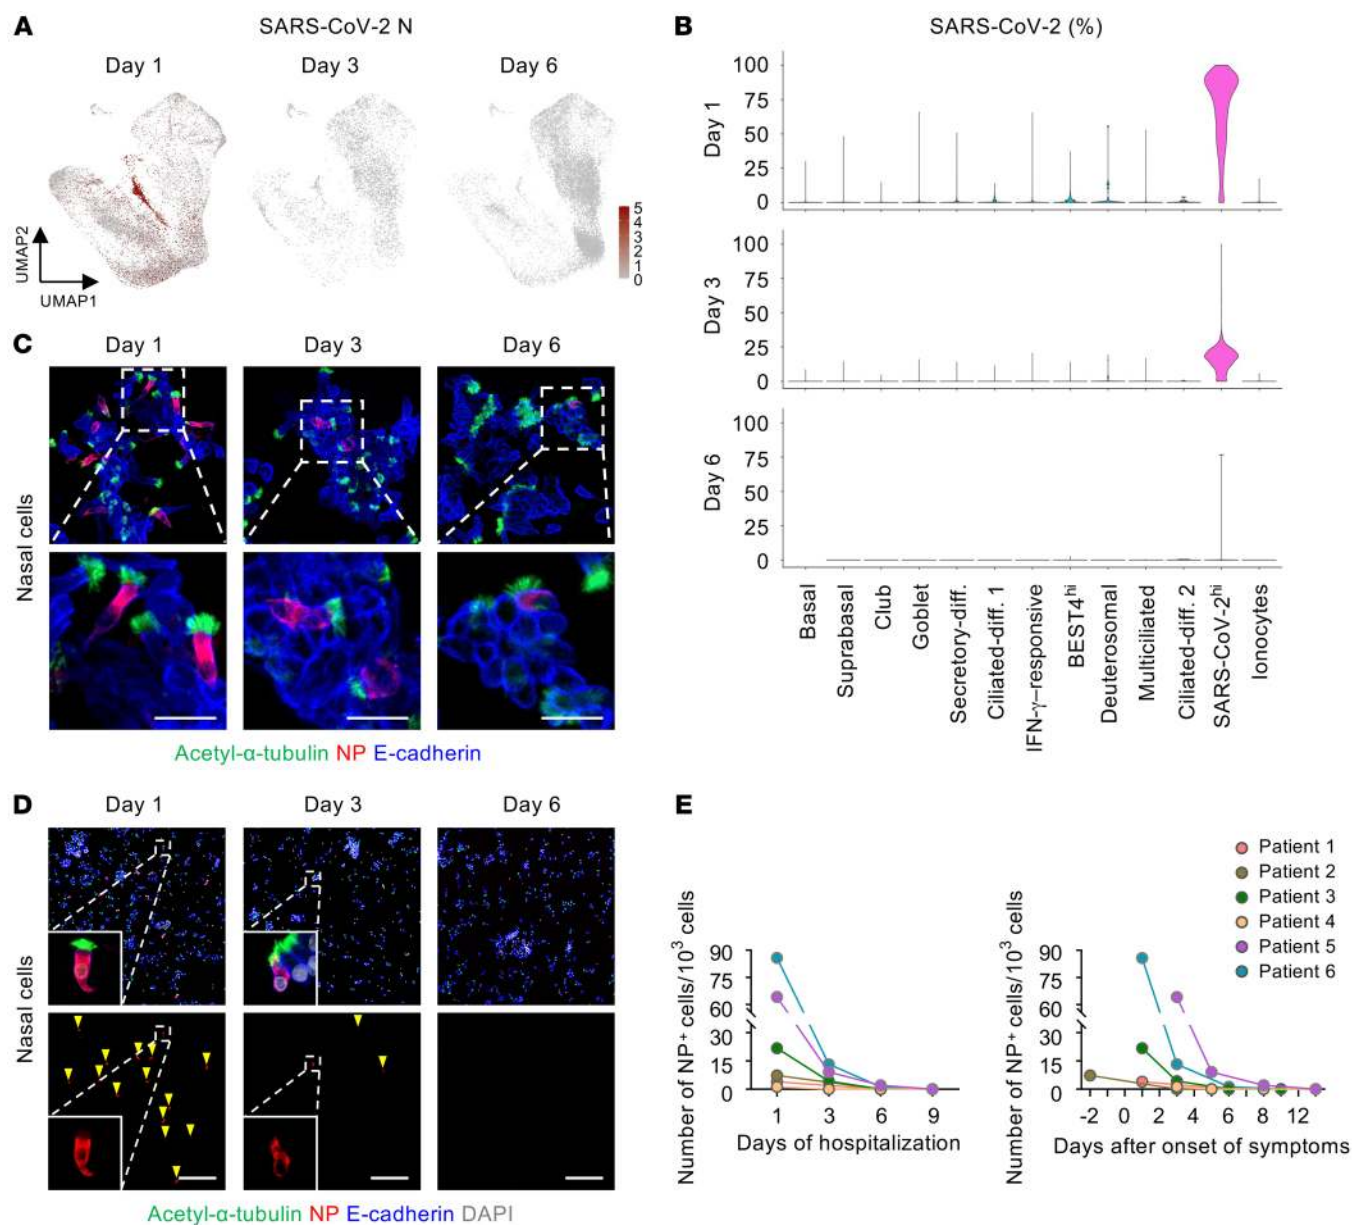 A
SARS-CoV-2 N
Day 1
Day 3
Day 6
UMAP2
UMAP1
5
4
3
2
1
0
B
SARS-CoV-2 (%)
Day 1
100
75
50
25
0
Day 3
100
75
50
25
0
Day 6
100
75
50
25
0
Basal
Suprabasal
Club
Goblet
Secretory-diff.
Ciliated-diff. 1
IFN-γ–responsive
BEST4hi
Deuterosomal
Multiciliated
Ciliated-diff. 2
SARS-CoV-2hi
Ionocytes
C
Day 1
Day 3
Day 6
Nasal cells
Acetyl-α-tubulin NP E-cadherin
D
Day 1
Day 3
Day 6
Nasal cells
Acetyl-α-tubulin NP E-cadherin DAPI
E
Number of NP+ cells/10³ cells
90
75
60
30
15
0
1
3
6
9
Days of hospitalization
Number of NP+ cells/10³ cells
90
75
60
30
15
0
-2
0
2
4
6
8
12
Days after onset of symptoms
Patient 1
Patient 2
Patient 3
Patient 4
Patient 5
Patient 6